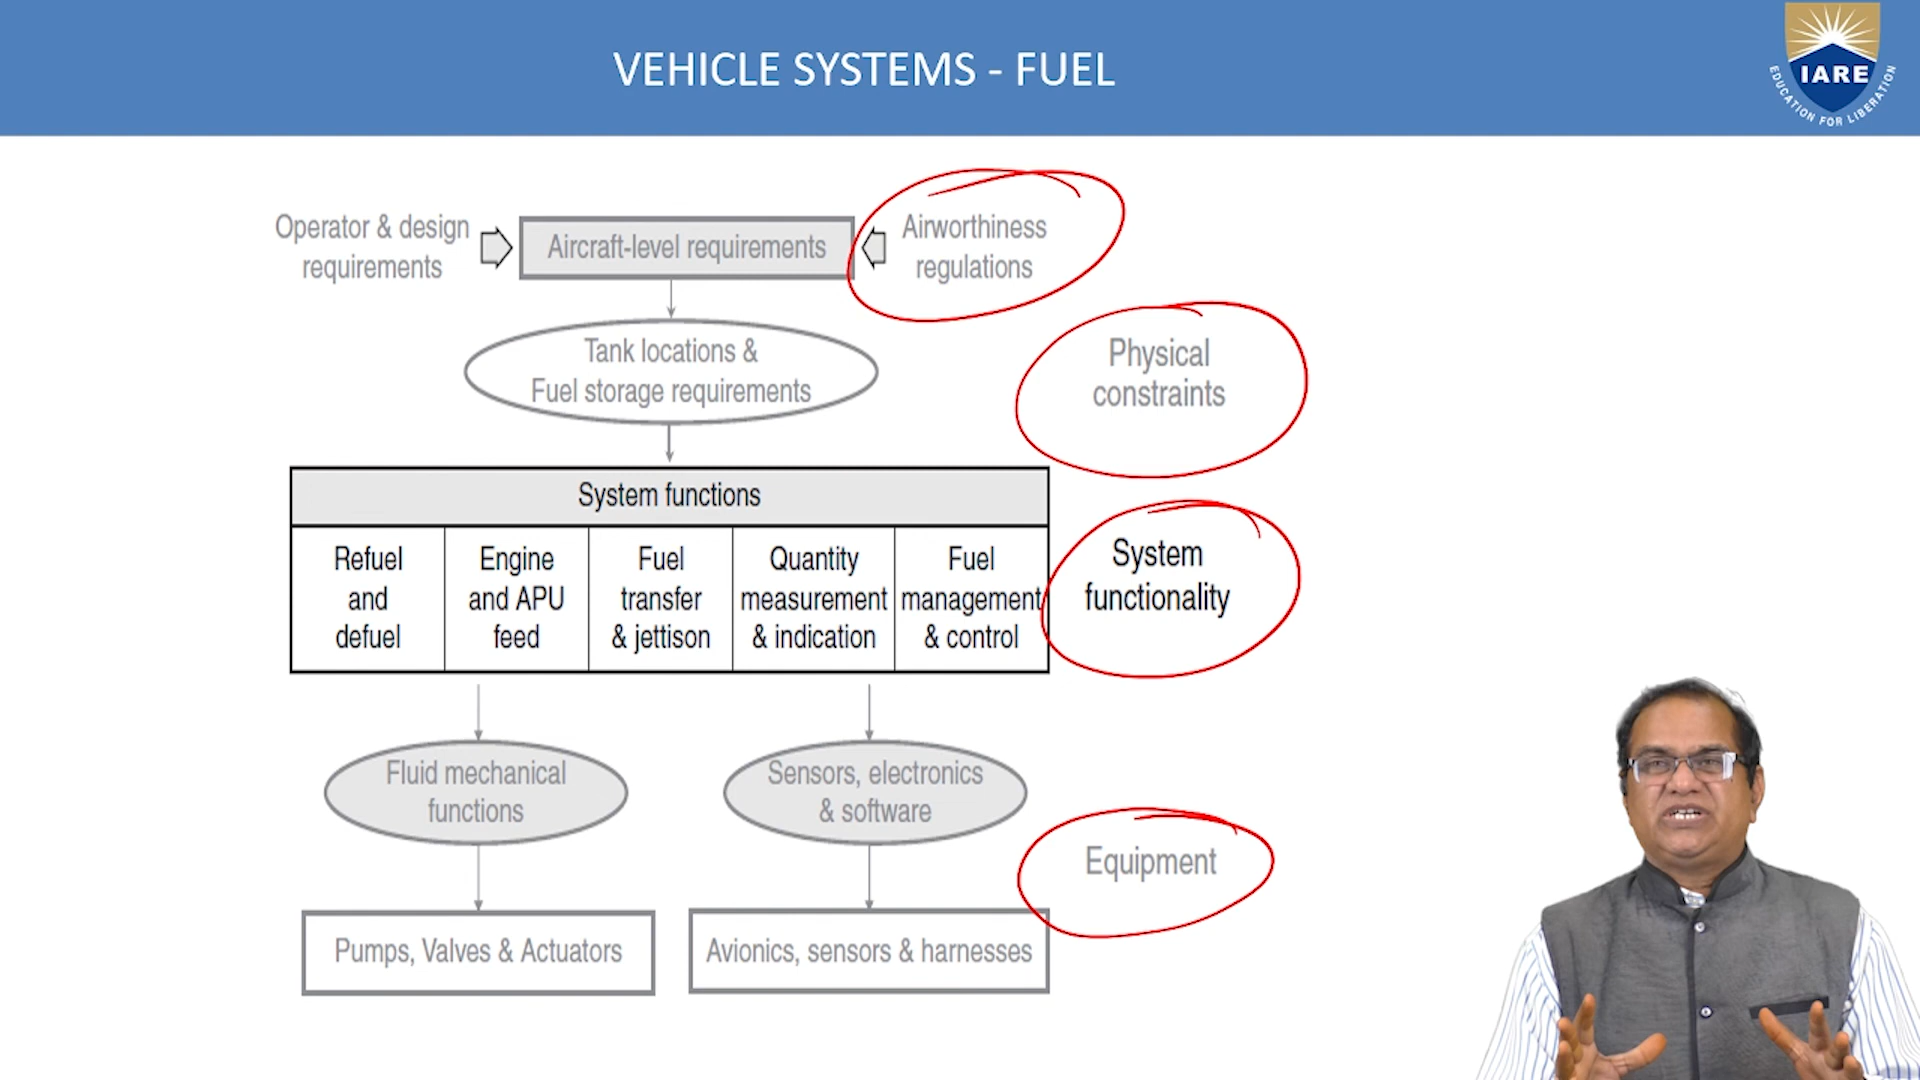 VEHICLE SYSTEMS - FUEL
IARE
EDUCATION FOR LIBERATION
Operator & design
requirements
Aircraft-level requirements
Airworthiness
regulations
Tank locations &
Fuel storage requirements
Physical
constraints
System functions
Refuel
and
defuel
Engine
and APU
feed
Fuel
transfer
& jettison
Quantity
measurement
& indication
Fuel
management
& control
System
functionality
Fluid mechanical
functions
Sensors, electronics
& software
Equipment
Pumps, Valves & Actuators
Avionics, sensors & harnesses